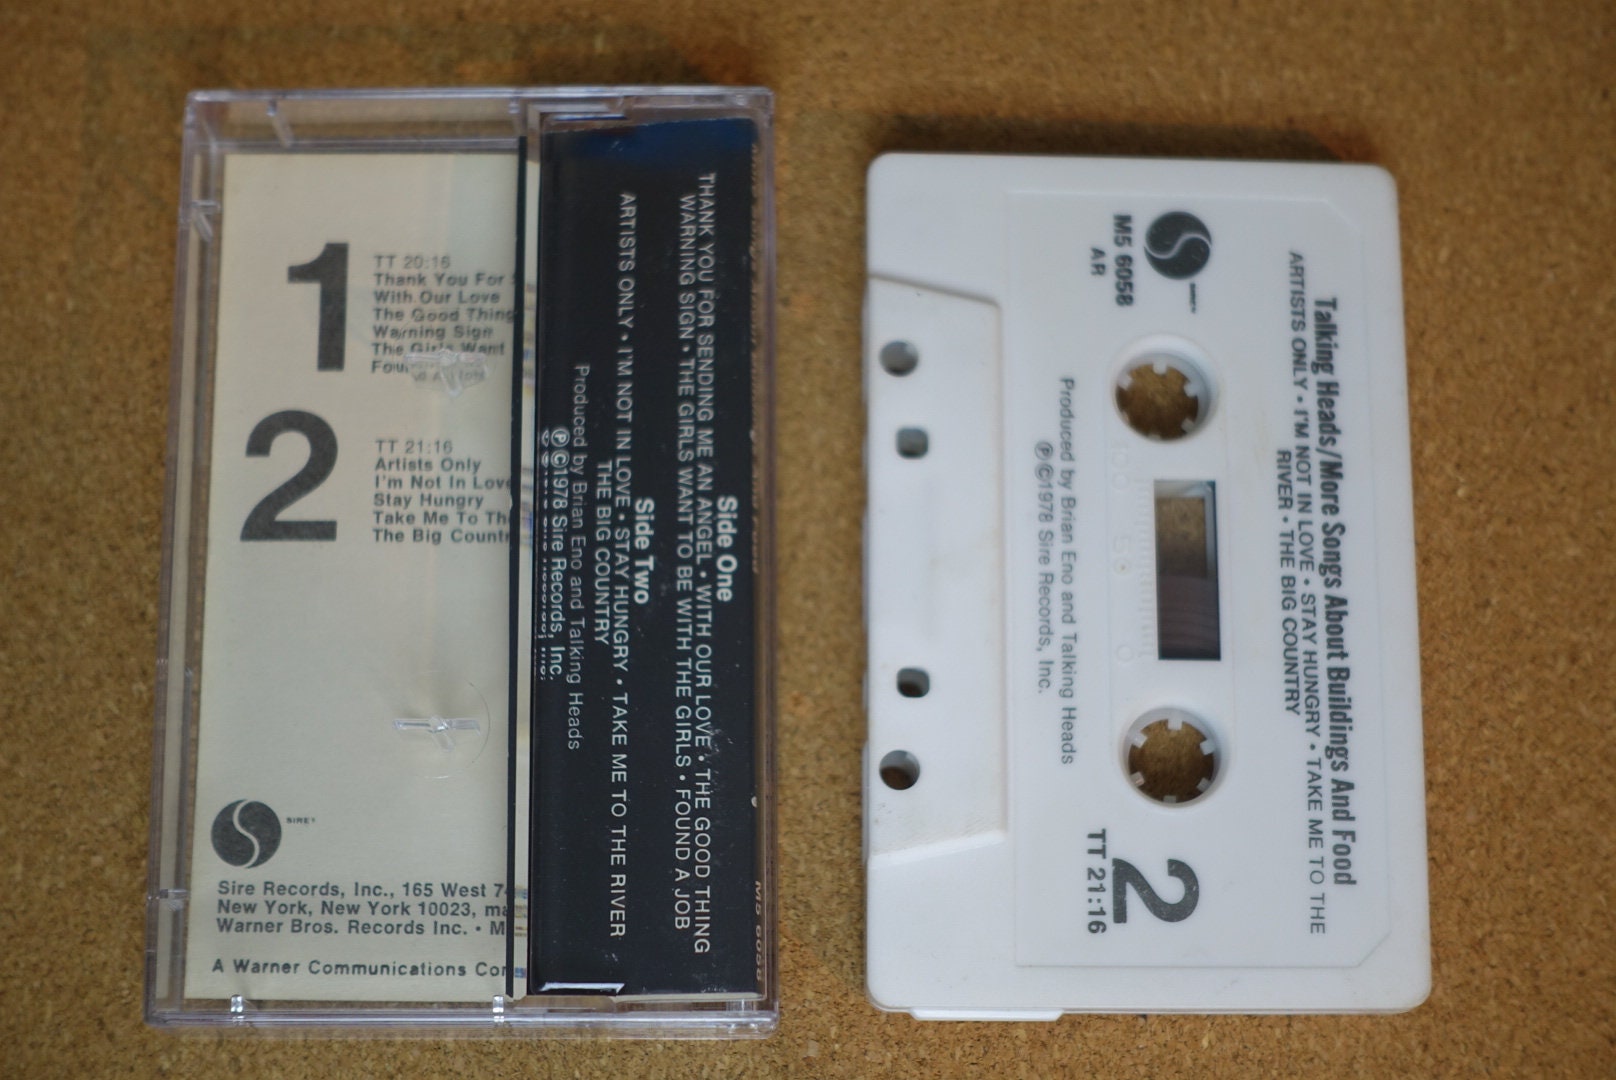 1
TT 20:16
Thank You For
With Our Love
The Good Thing
Warning Sign
The Girls Want
2
TT 21:16
Artists Only
I'm Not In Love
Stay Hungry
Take Me To
The Big
SIRE
Sire Records, Inc., 165 West
New York, New York 10023,
Warner Bros. Records Inc. •
A Warner Communications
Side One
THANK YOU FOR SENDING ME AN ANGEL • WITH OUR LOVE • THE GOOD THING
WARNING SIGN • THE GIRLS WANT TO BE WITH THE GIRLS • FOUND A JOB
Side Two
ARTISTS ONLY • I'M NOT IN LOVE • STAY HUNGRY • TAKE ME TO THE RIVER
THE BIG COUNTRY
Produced by Brian Eno and Talking Heads
℗©1978 Sire Records, Inc.
M5 6058
Talking Heads/More Songs About Buildings And Food
ARTISTS ONLY • I'M NOT IN LOVE • STAY HUNGRY • TAKE ME TO THE
RIVER • THE BIG COUNTRY
SIRE
M5 6058
AR
2
TT 21:16
Produced by Brian Eno and Talking Heads
℗©1978 Sire Records, Inc.